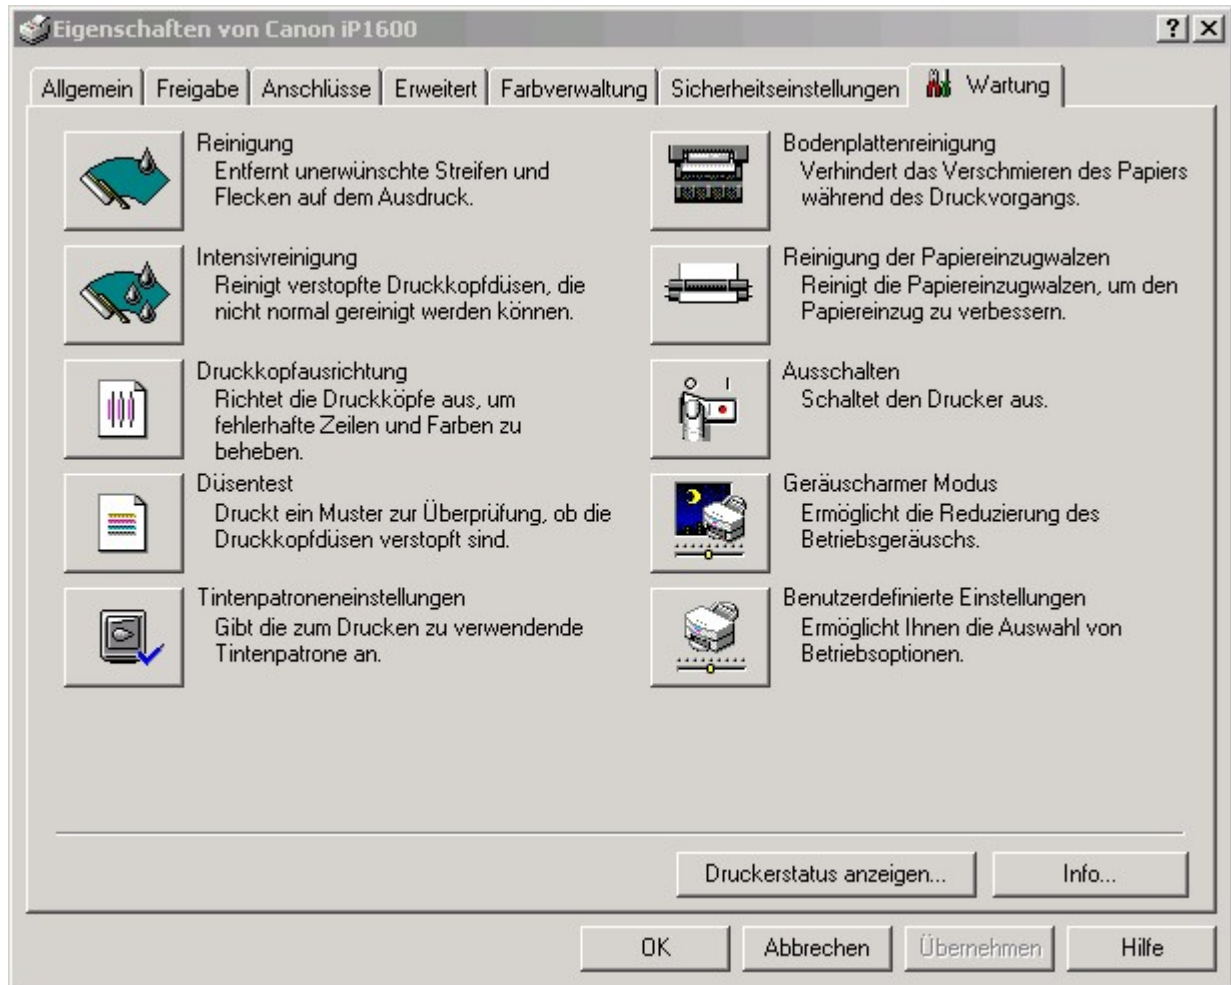 Eigenschaften von Canon iP1600
Allgemein
Freigabe
Anschlüsse
Erweitert
Farbverwaltung
Sicherheitseinstellungen
Wartung
Reinigung
Entfernt unerwünschte Streifen und
Flecken auf dem Ausdruck.
Intensivreinigung
Reinigt verstopfte Druckkopfdüsen, die
nicht normal gereinigt werden können.
Druckkopfausrichtung
Richtet die Druckköpfe aus, um
fehlerhafte Zeilen und Farben zu
beheben.
Düsentest
Druckt ein Muster zur Überprüfung, ob die
Druckkopfdüsen verstopft sind.
Tintenpatroneneinstellungen
Gibt die zum Drucken zu verwendende
Tintenpatrone an.
Bodenplattenreinigung
Verhindert das Verschmieren des Papiers
während des Druckvorgangs.
Reinigung der Papiereinzugwalzen
Reinigt die Papiereinzugwalzen, um den
Papiereinzug zu verbessern.
Ausschalten
Schaltet den Drucker aus.
Geräuscharmer Modus
Ermöglicht die Reduzierung des
Betriebsgeräuschs.
Benutzerdefinierte Einstellungen
Ermöglicht Ihnen die Auswahl von
Betriebsoptionen.
Druckerstatus anzeigen...
Info...
OK
Abbrechen
Übernehmen
Hilfe